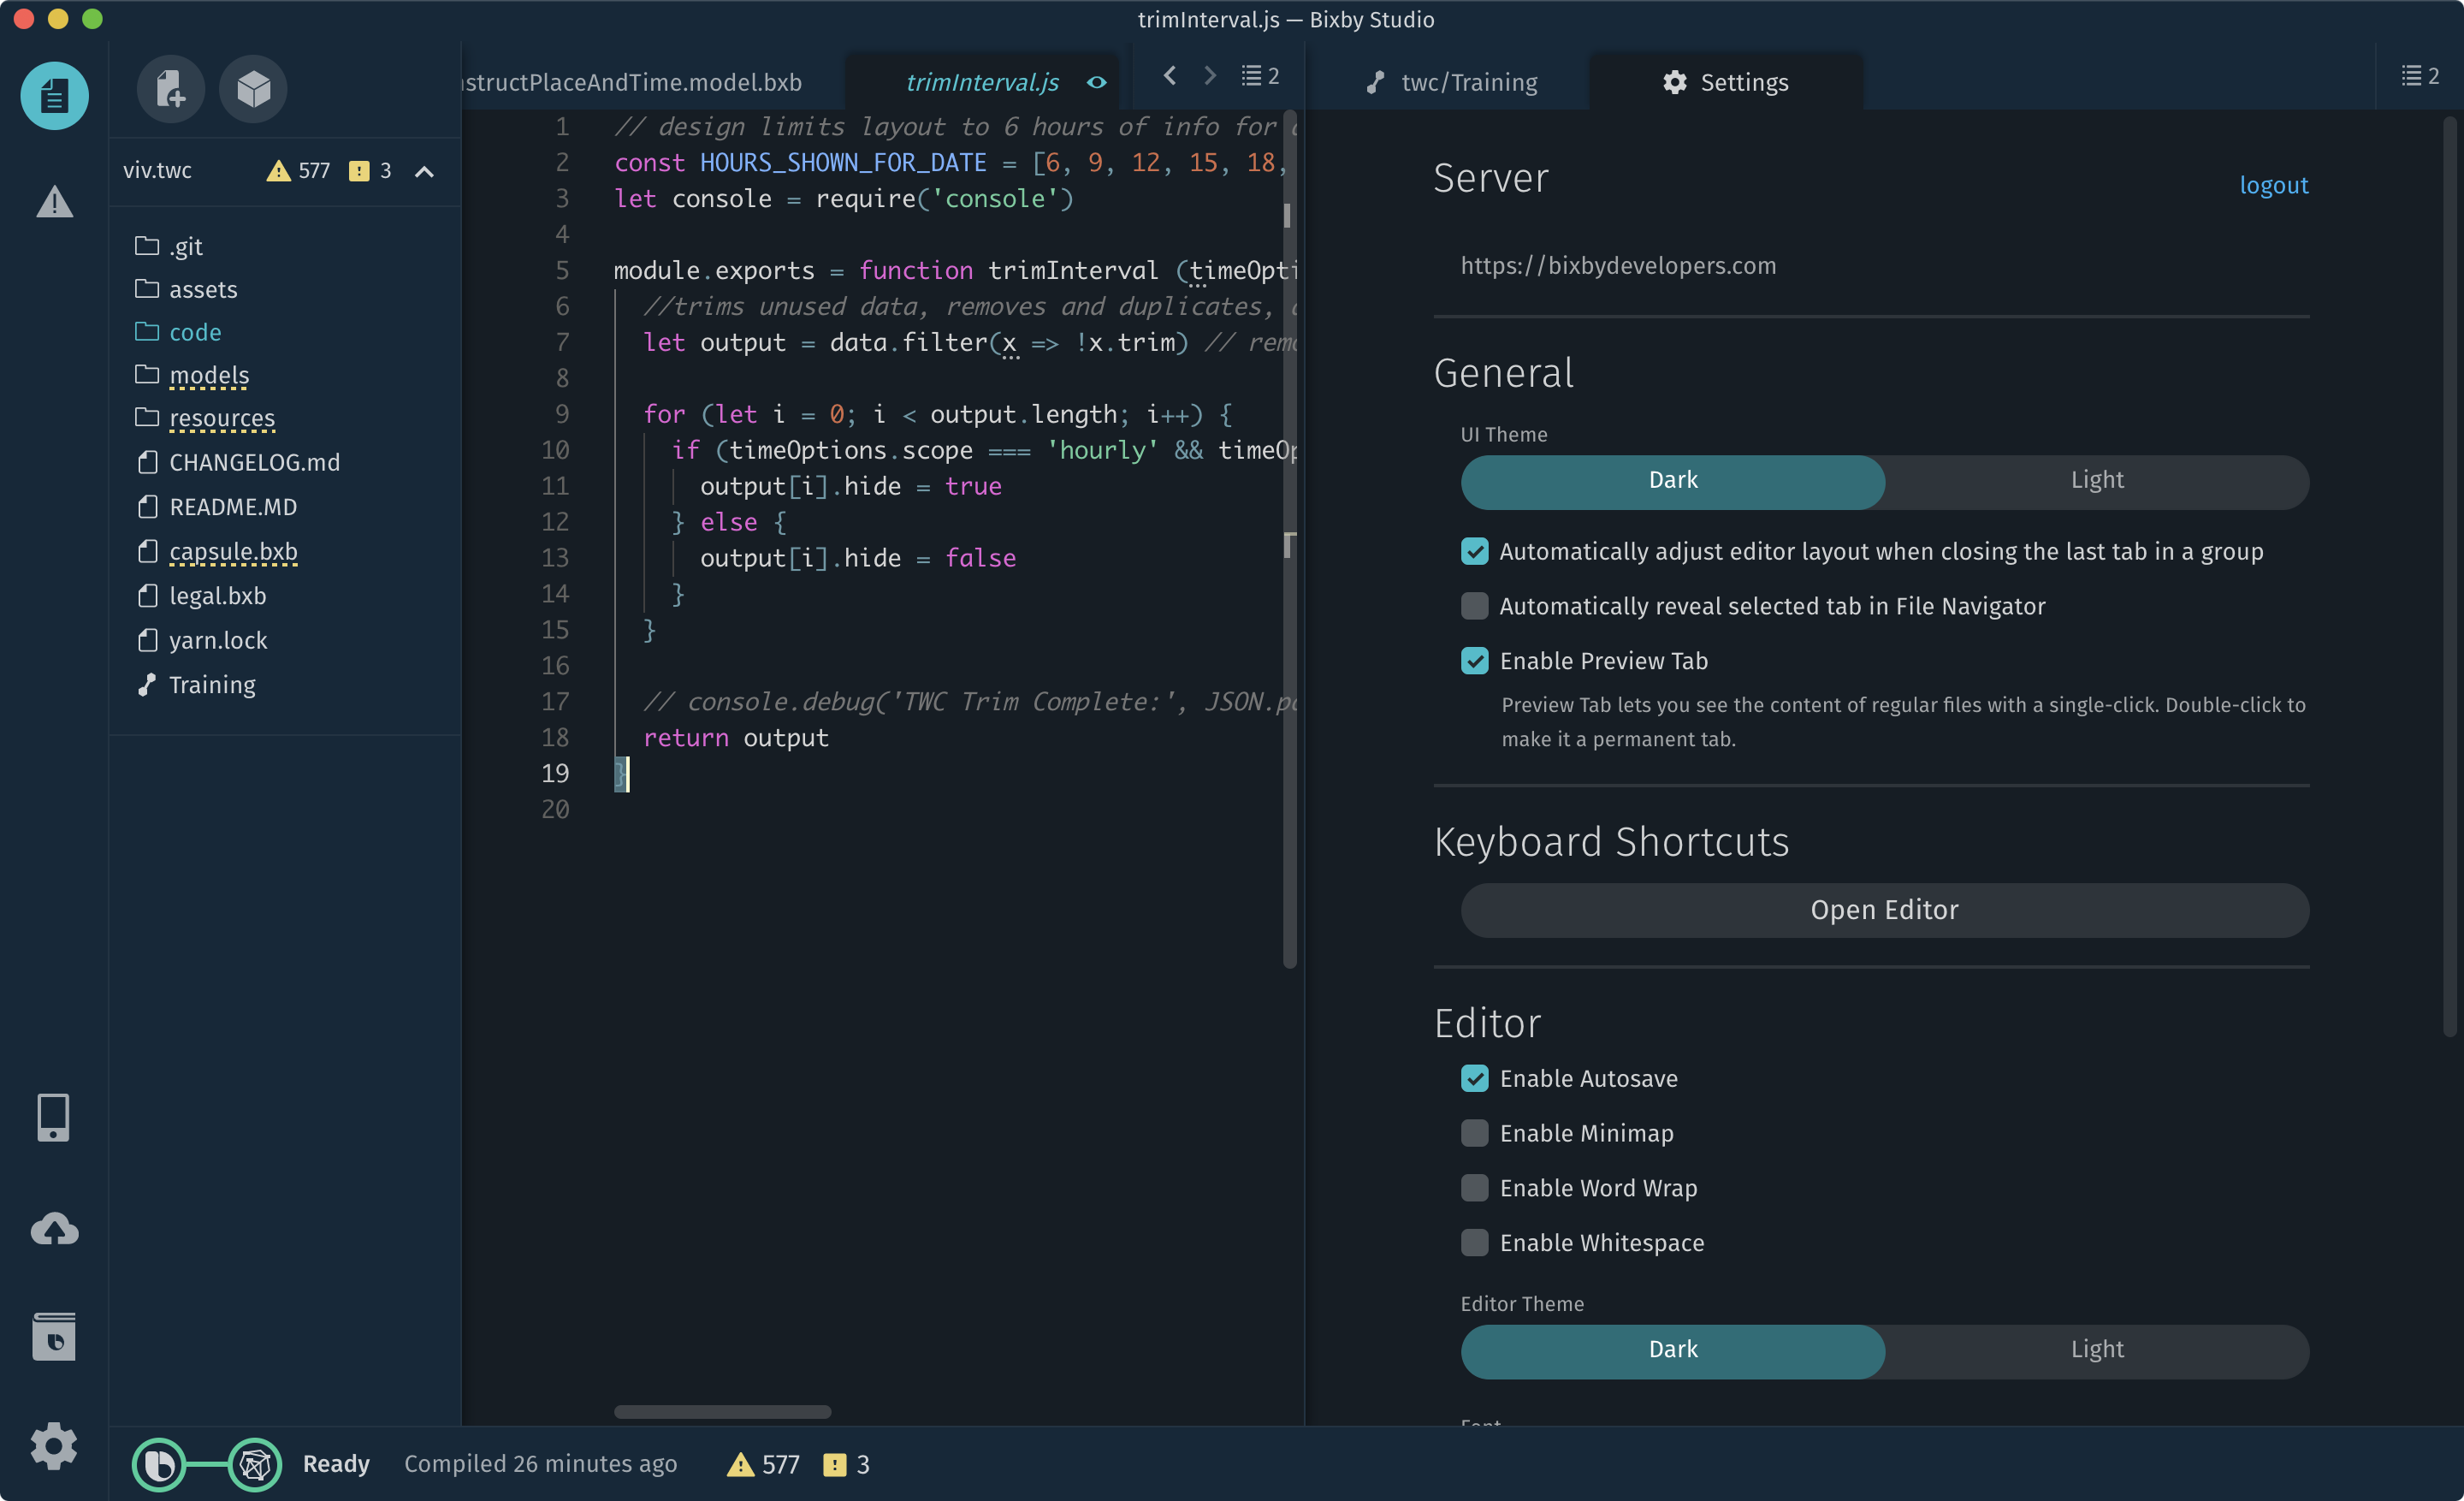 trimInterval.js — Bixby Studio
structPlaceAndTime.model.bxb
trimInterval.js
2
twc/Training
Settings
2
viv.twc 577 3
.git
assets
code
models
resources
CHANGELOG.md
README.MD
capsule.bxb
legal.bxb
yarn.lock
Training
1 // design limits layout to 6 hours of info for
2 const HOURS_SHOWN_FOR_DATE = [6, 9, 12, 15, 18,
3 let console = require('console')
4
5 module.exports = function trimInterval (timeOpti
6 //trims unused data, removes and duplicates,
7 let output = data.filter(x => !x.trim) // remo
8
9 for (let i = 0; i < output.length; i++) {
10 if (timeOptions.scope === 'hourly' && timeOp
11 output[i].hide = true
12 } else {
13 output[i].hide = false
14 }
15 }
16
17 // console.debug('TWC Trim Complete:', JSON.pa
18 return output
19 }
20
Server
logout
https://bixbydevelopers.com
General
UI Theme
Dark Light
Automatically adjust editor layout when closing the last tab in a group
Automatically reveal selected tab in File Navigator
Enable Preview Tab
Preview Tab lets you see the content of regular files with a single-click. Double-click to
make it a permanent tab.
Keyboard Shortcuts
Open Editor
Editor
Enable Autosave
Enable Minimap
Enable Word Wrap
Enable Whitespace
Editor Theme
Dark Light
Font
Ready Compiled 26 minutes ago 577 3